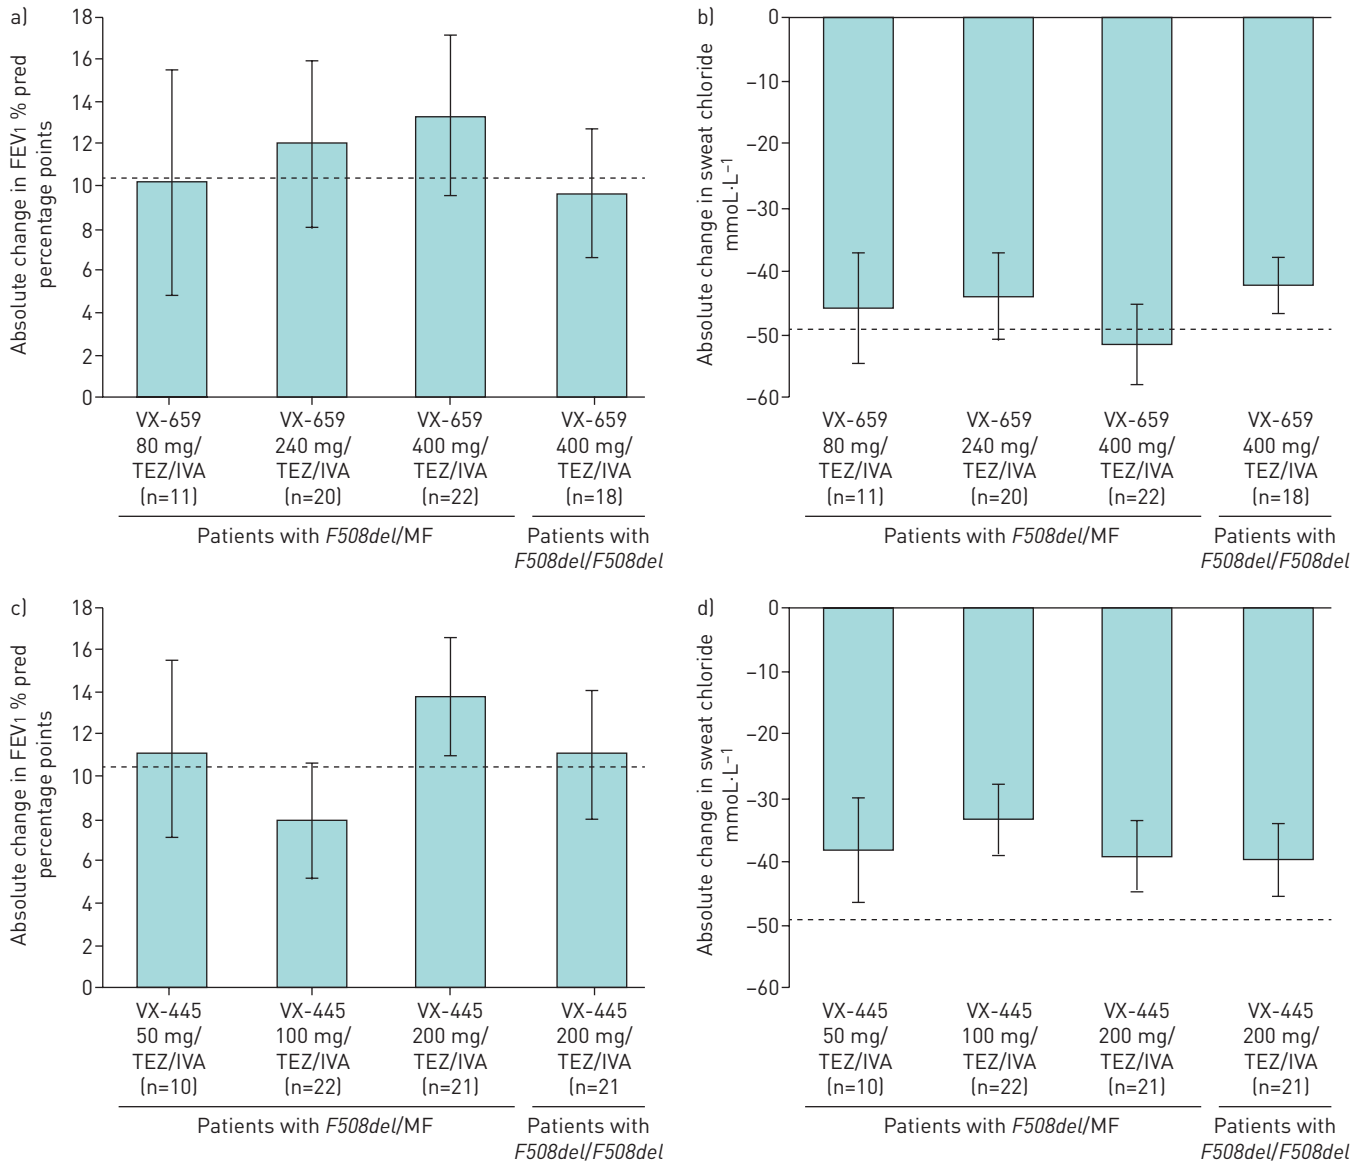 a)
Absolute change in FEV1 % pred
percentage points
18
16
14
12
10
8
6
4
2
0
VX-659
80 mg/
TEZ/IVA
(n=11)
VX-659
240 mg/
TEZ/IVA
(n=20)
VX-659
400 mg/
TEZ/IVA
(n=22)
VX-659
400 mg/
TEZ/IVA
(n=18)
Patients with F508del/MF
Patients with
F508del/F508del
b)
Absolute change in sweat chloride
mmoL·L⁻¹
0
–10
–20
–30
–40
–50
–60
VX-659
80 mg/
TEZ/IVA
(n=11)
VX-659
240 mg/
TEZ/IVA
(n=20)
VX-659
400 mg/
TEZ/IVA
(n=22)
VX-659
400 mg/
TEZ/IVA
(n=18)
Patients with F508del/MF
Patients with
F508del/F508del
c)
Absolute change in FEV1 % pred
percentage points
18
16
14
11
10
8
6
4
2
0
VX-445
50 mg/
TEZ/IVA
(n=10)
VX-445
100 mg/
TEZ/IVA
(n=22)
VX-445
200 mg/
TEZ/IVA
(n=21)
VX-445
200 mg/
TEZ/IVA
(n=21
Patients with F508del/MF
Patients with
F508del/F508del
d)
Absolute change in sweat chloride
mmoL·L⁻¹
0
–10
–20
–30
–40
–50
–60
VX-445
50 mg/
TEZ/IVA
(n=10)
VX-445
100 mg/
TEZ/IVA
(n=22)
VX-445
200 mg/
TEZ/IVA
(n=21)
VX-445
200 mg/
TEZ/IVA
(n=21)
Patients with F508del/MF
Patients with
F508del/F508del